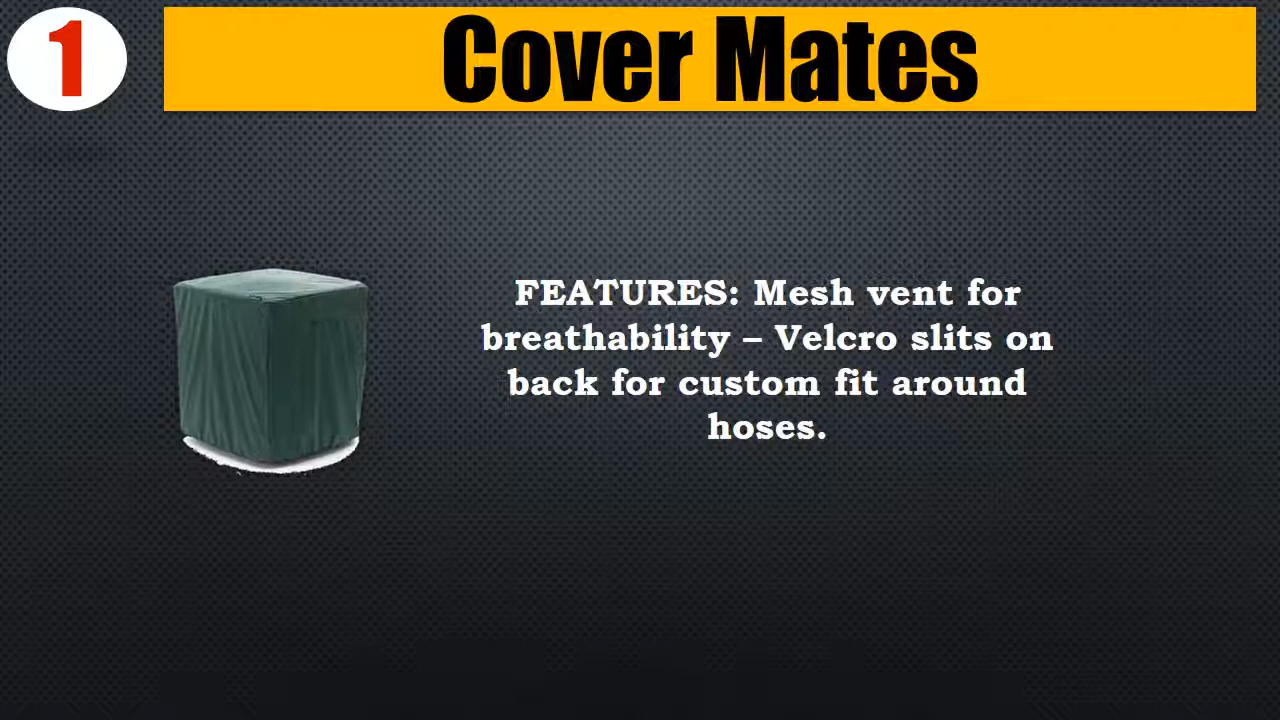 1
Cover Mates
FEATURES: Mesh vent for
breathability – Velcro slits on
back for custom fit around
hoses.